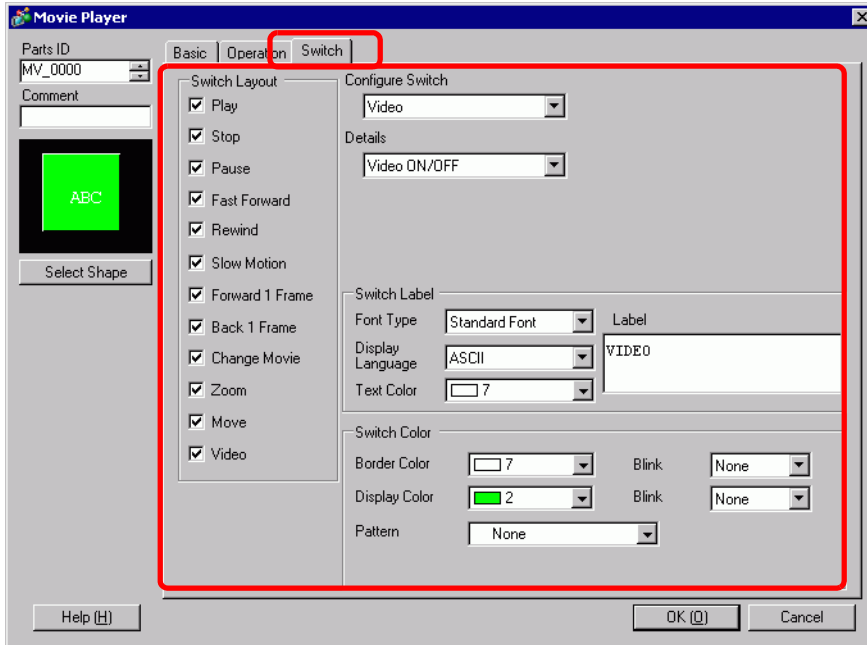 Movie Player
Parts ID
MV_0000
Comment
ABC
Select Shape
Basic Operation Switch
Switch Layout
Play
Stop
Pause
Fast Forward
Rewind
Slow Motion
Forward 1 Frame
Back 1 Frame
Change Movie
Zoom
Move
Video
Configure Switch
Video
Details
Video ON/OFF
Switch Label
Font Type Standard Font
Display
Language ASCII
Text Color 7
Label
VIDEO
Switch Color
Border Color 7 Blink None
Display Color 2 Blink None
Pattern None
Help (H) OK (O) Cancel